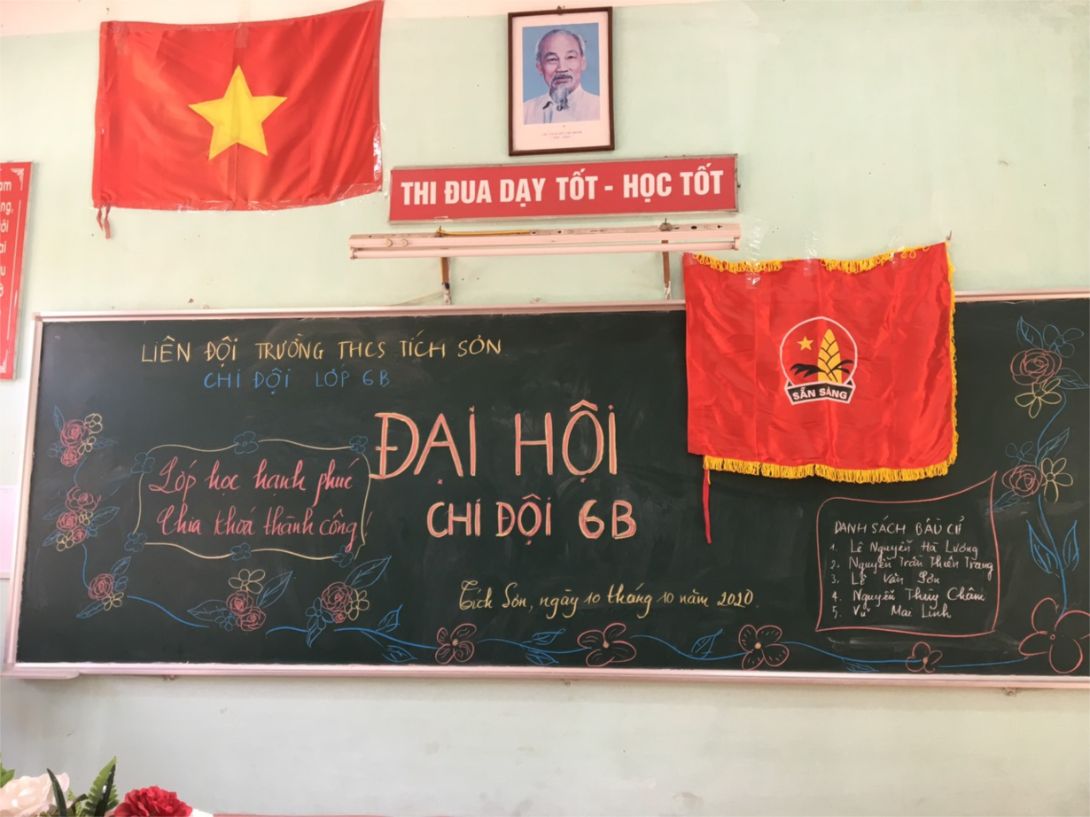 THI ĐUA DẠY TỐT - HỌC TỐT
SẴN SÀNG
LIÊN ĐỘI TRƯỜNG THCS TÍCH SƠN
CHI ĐỘI LỚP 6B
ĐẠI HỘI
CHI ĐỘI 6B
Lớp học hạnh phúc
Chìa khoá thành công!
Tích Sơn, ngày 10 tháng 10 năm 2020.
DANH SÁCH BẦU CỬ
1. Lê Nguyễn Hà Lương
2. Nguyễn Trần Thiên Trang
3. Lê Văn Sơn
4. Nguyễn Thùy Châm
5. Vũ Mai Linh